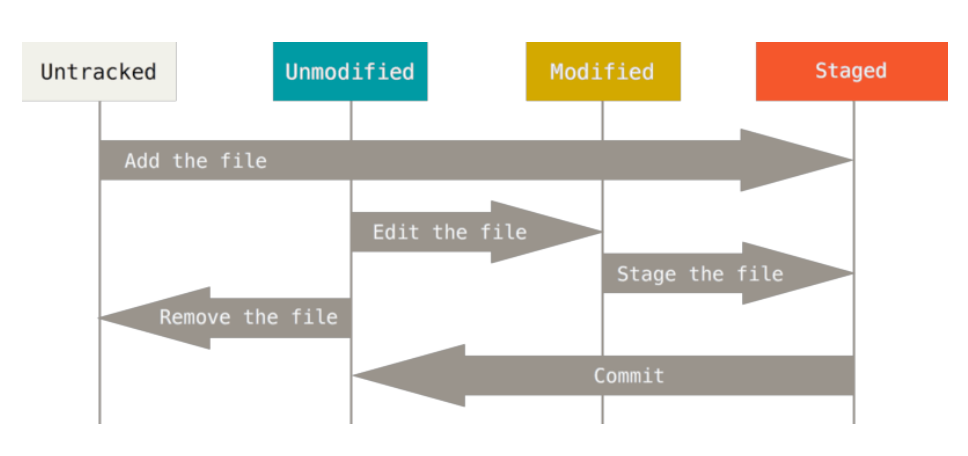 Untracked
Unmodified
Modified
Staged
Add the file
Edit the file
Stage the file
Remove the file
Commit